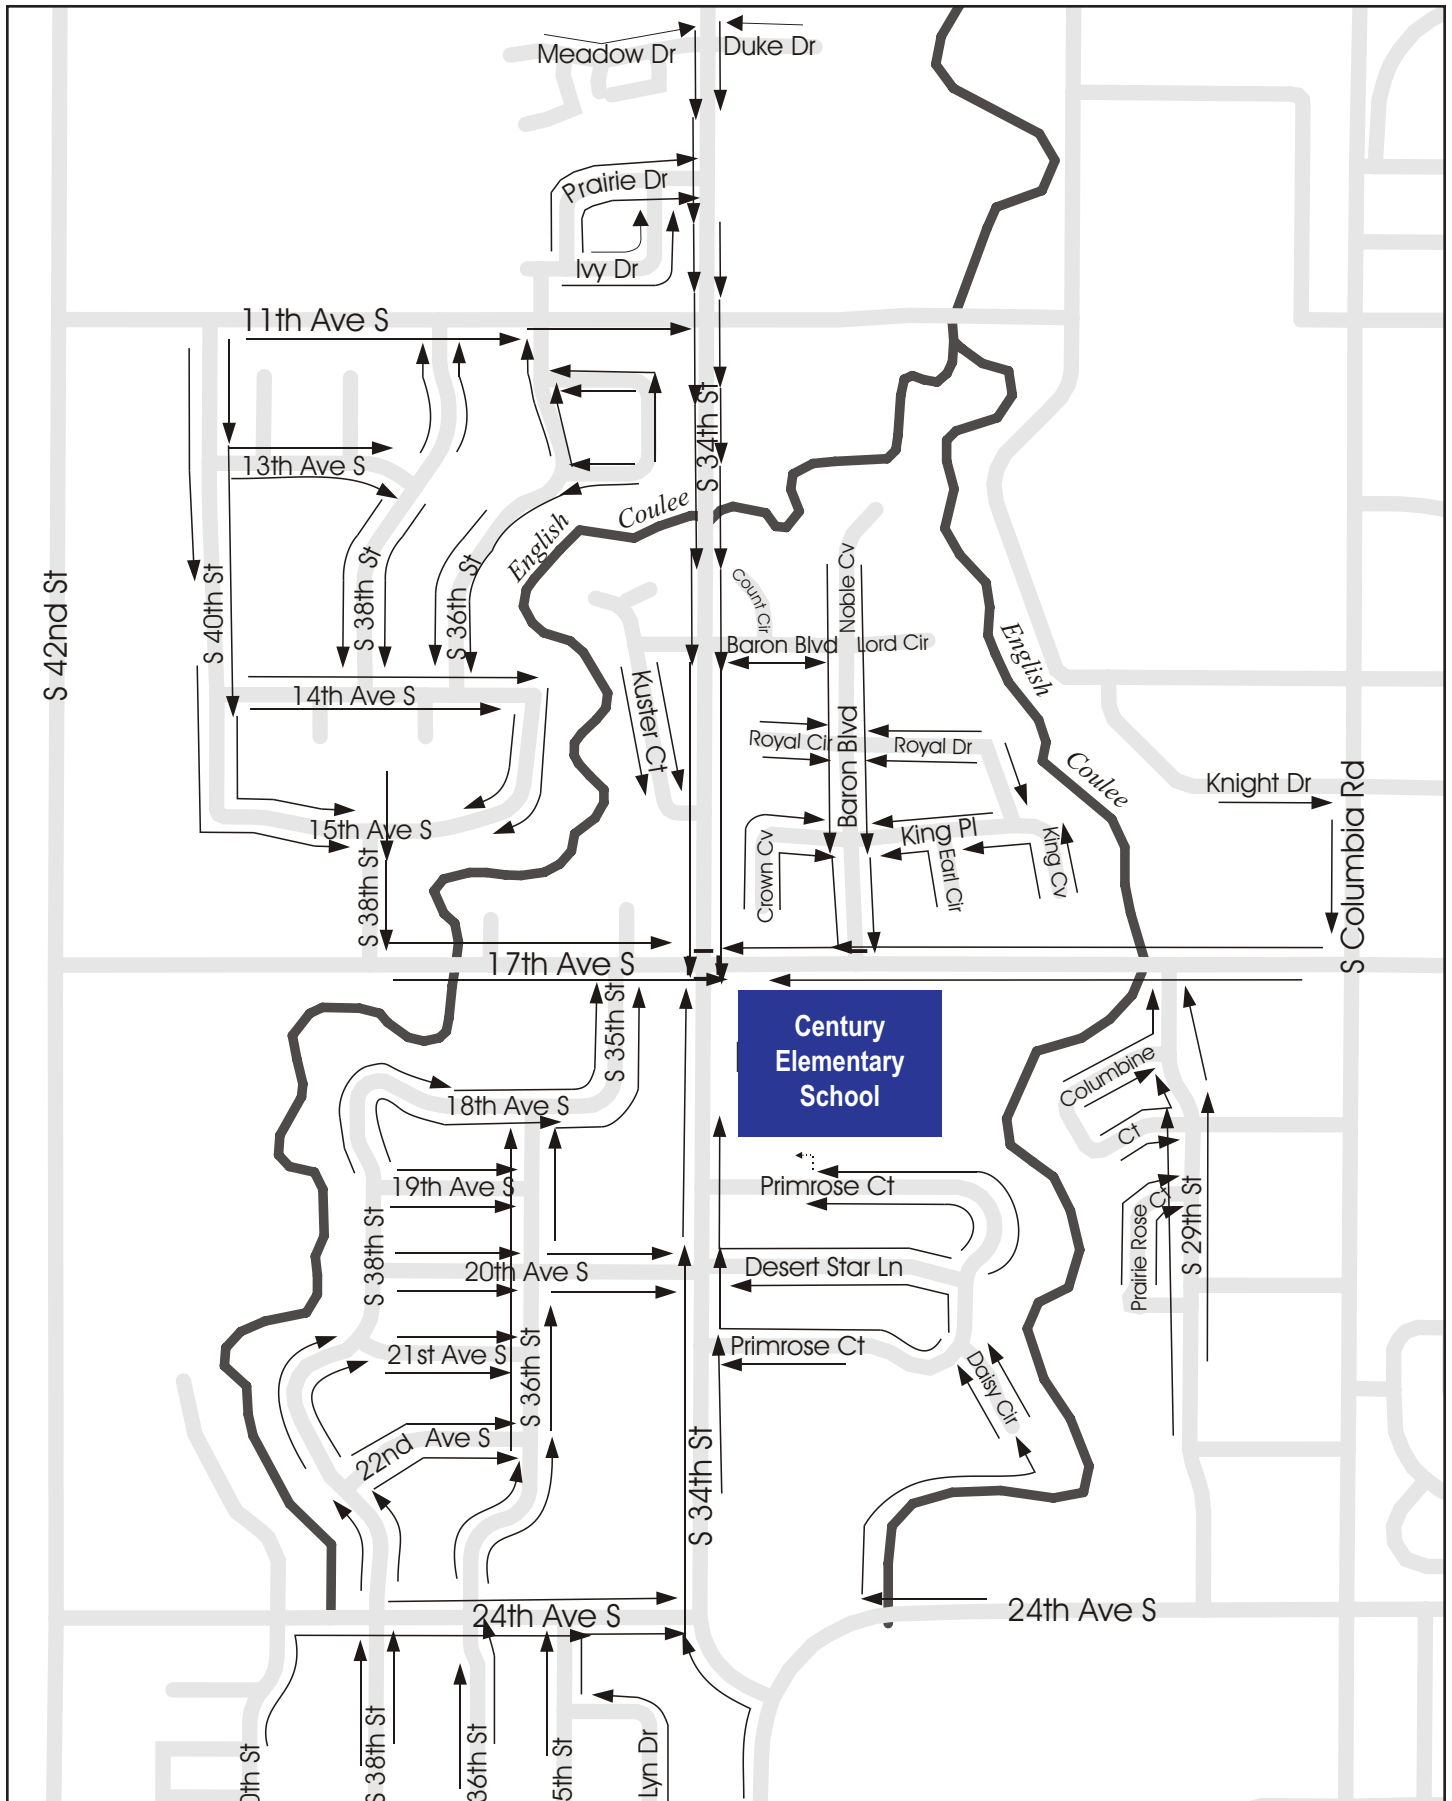 Meadow Dr
Duke Dr
Prairie Dr
Ivy Dr
11th Ave S
S 34th St
13th Ave S
English
Coulee
S 42nd St
S 40th St
S 38th St
S 36th St
Count Cir
Noble Cv
Baron Blvd
Lord Cir
English
Coulee
14th Ave S
Kuster Ct
Royal Cir
Baron Blvd
Royal Dr
Knight Dr
S Columbia Rd
15th Ave S
King Pl
Crown Cv
Earl Cir
King Cv
S 38th St
17th Ave S
S 35th St
Century
Elementary
School
Columbine
Ct
18th Ave S
19th Ave S
Primrose Ct
Prairie Rose
Ct
S 29th St
S 38th St
20th Ave S
Desert Star Ln
21st Ave S
S 36th St
Primrose Ct
Daisy Cir
22nd Ave S
S 34th St
24th Ave S
24th Ave S
0th St
S 38th St
36th St
5th St
Lyn Dr